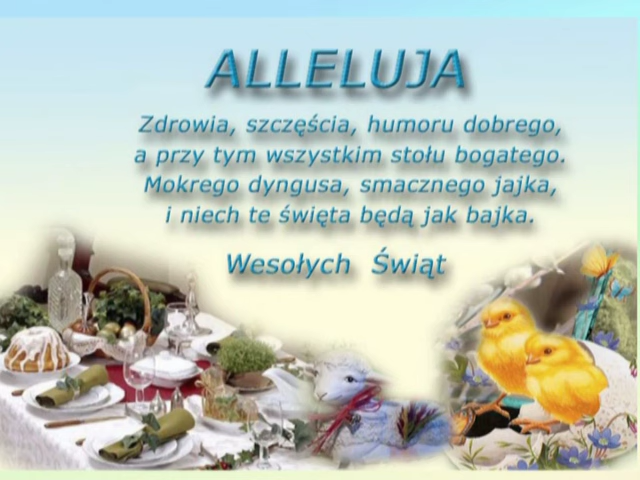 ALLELUJA
Zdrowia, szczęścia, humoru dobrego,
a przy tym wszystkim stołu bogatego.
Mokrego dyngusa, smacznego jajka,
i niech te święta będą jak bajka.
Wesołych Świąt